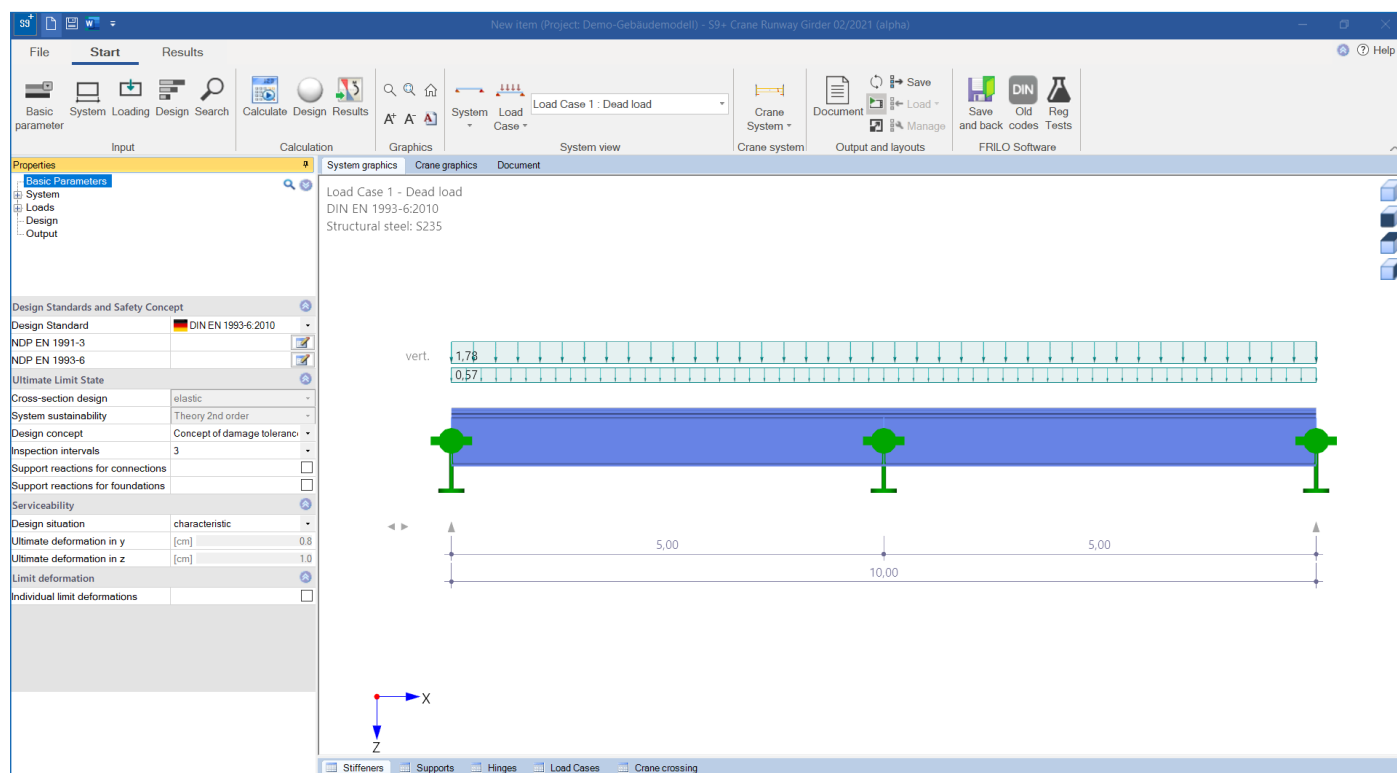 S9+
New item (Project: Demo-Gebäudemodell) - S9+ Crane Runway Girder 02/2021 (alpha)
File Start Results
? Help
Basic parameter
System
Loading
Design
Search
Input
Calculate
Design
Results
Calculation
A+ A- A
Graphics
System
Load Case
Load Case 1 : Dead load
System view
Crane System
Crane system
Document
Save
Load
Manage
Output and layouts
Save and back
DIN
Old codes
Reg Tests
FRILO Software
Properties
Basic Parameters
System
Loads
Design
Output
Design Standards and Safety Concept
Design Standard DIN EN 1993-6:2010
NDP EN 1991-3
NDP EN 1993-6
Ultimate Limit State
Cross-section design elastic
System sustainability Theory 2nd order
Design concept Concept of damage toleranc
Inspection intervals 3
Support reactions for connections
Support reactions for foundations
Serviceability
Design situation characteristic
Ultimate deformation in y [cm] 0.8
Ultimate deformation in z [cm] 1.0
Limit deformation
Individual limit deformations
System graphics Crane graphics Document
Load Case 1 - Dead load
DIN EN 1993-6:2010
Structural steel: S235
vert. 1,78
0,57
5,00 5,00
10,00
X
Z
Stiffeners Supports Hinges Load Cases Crane crossing